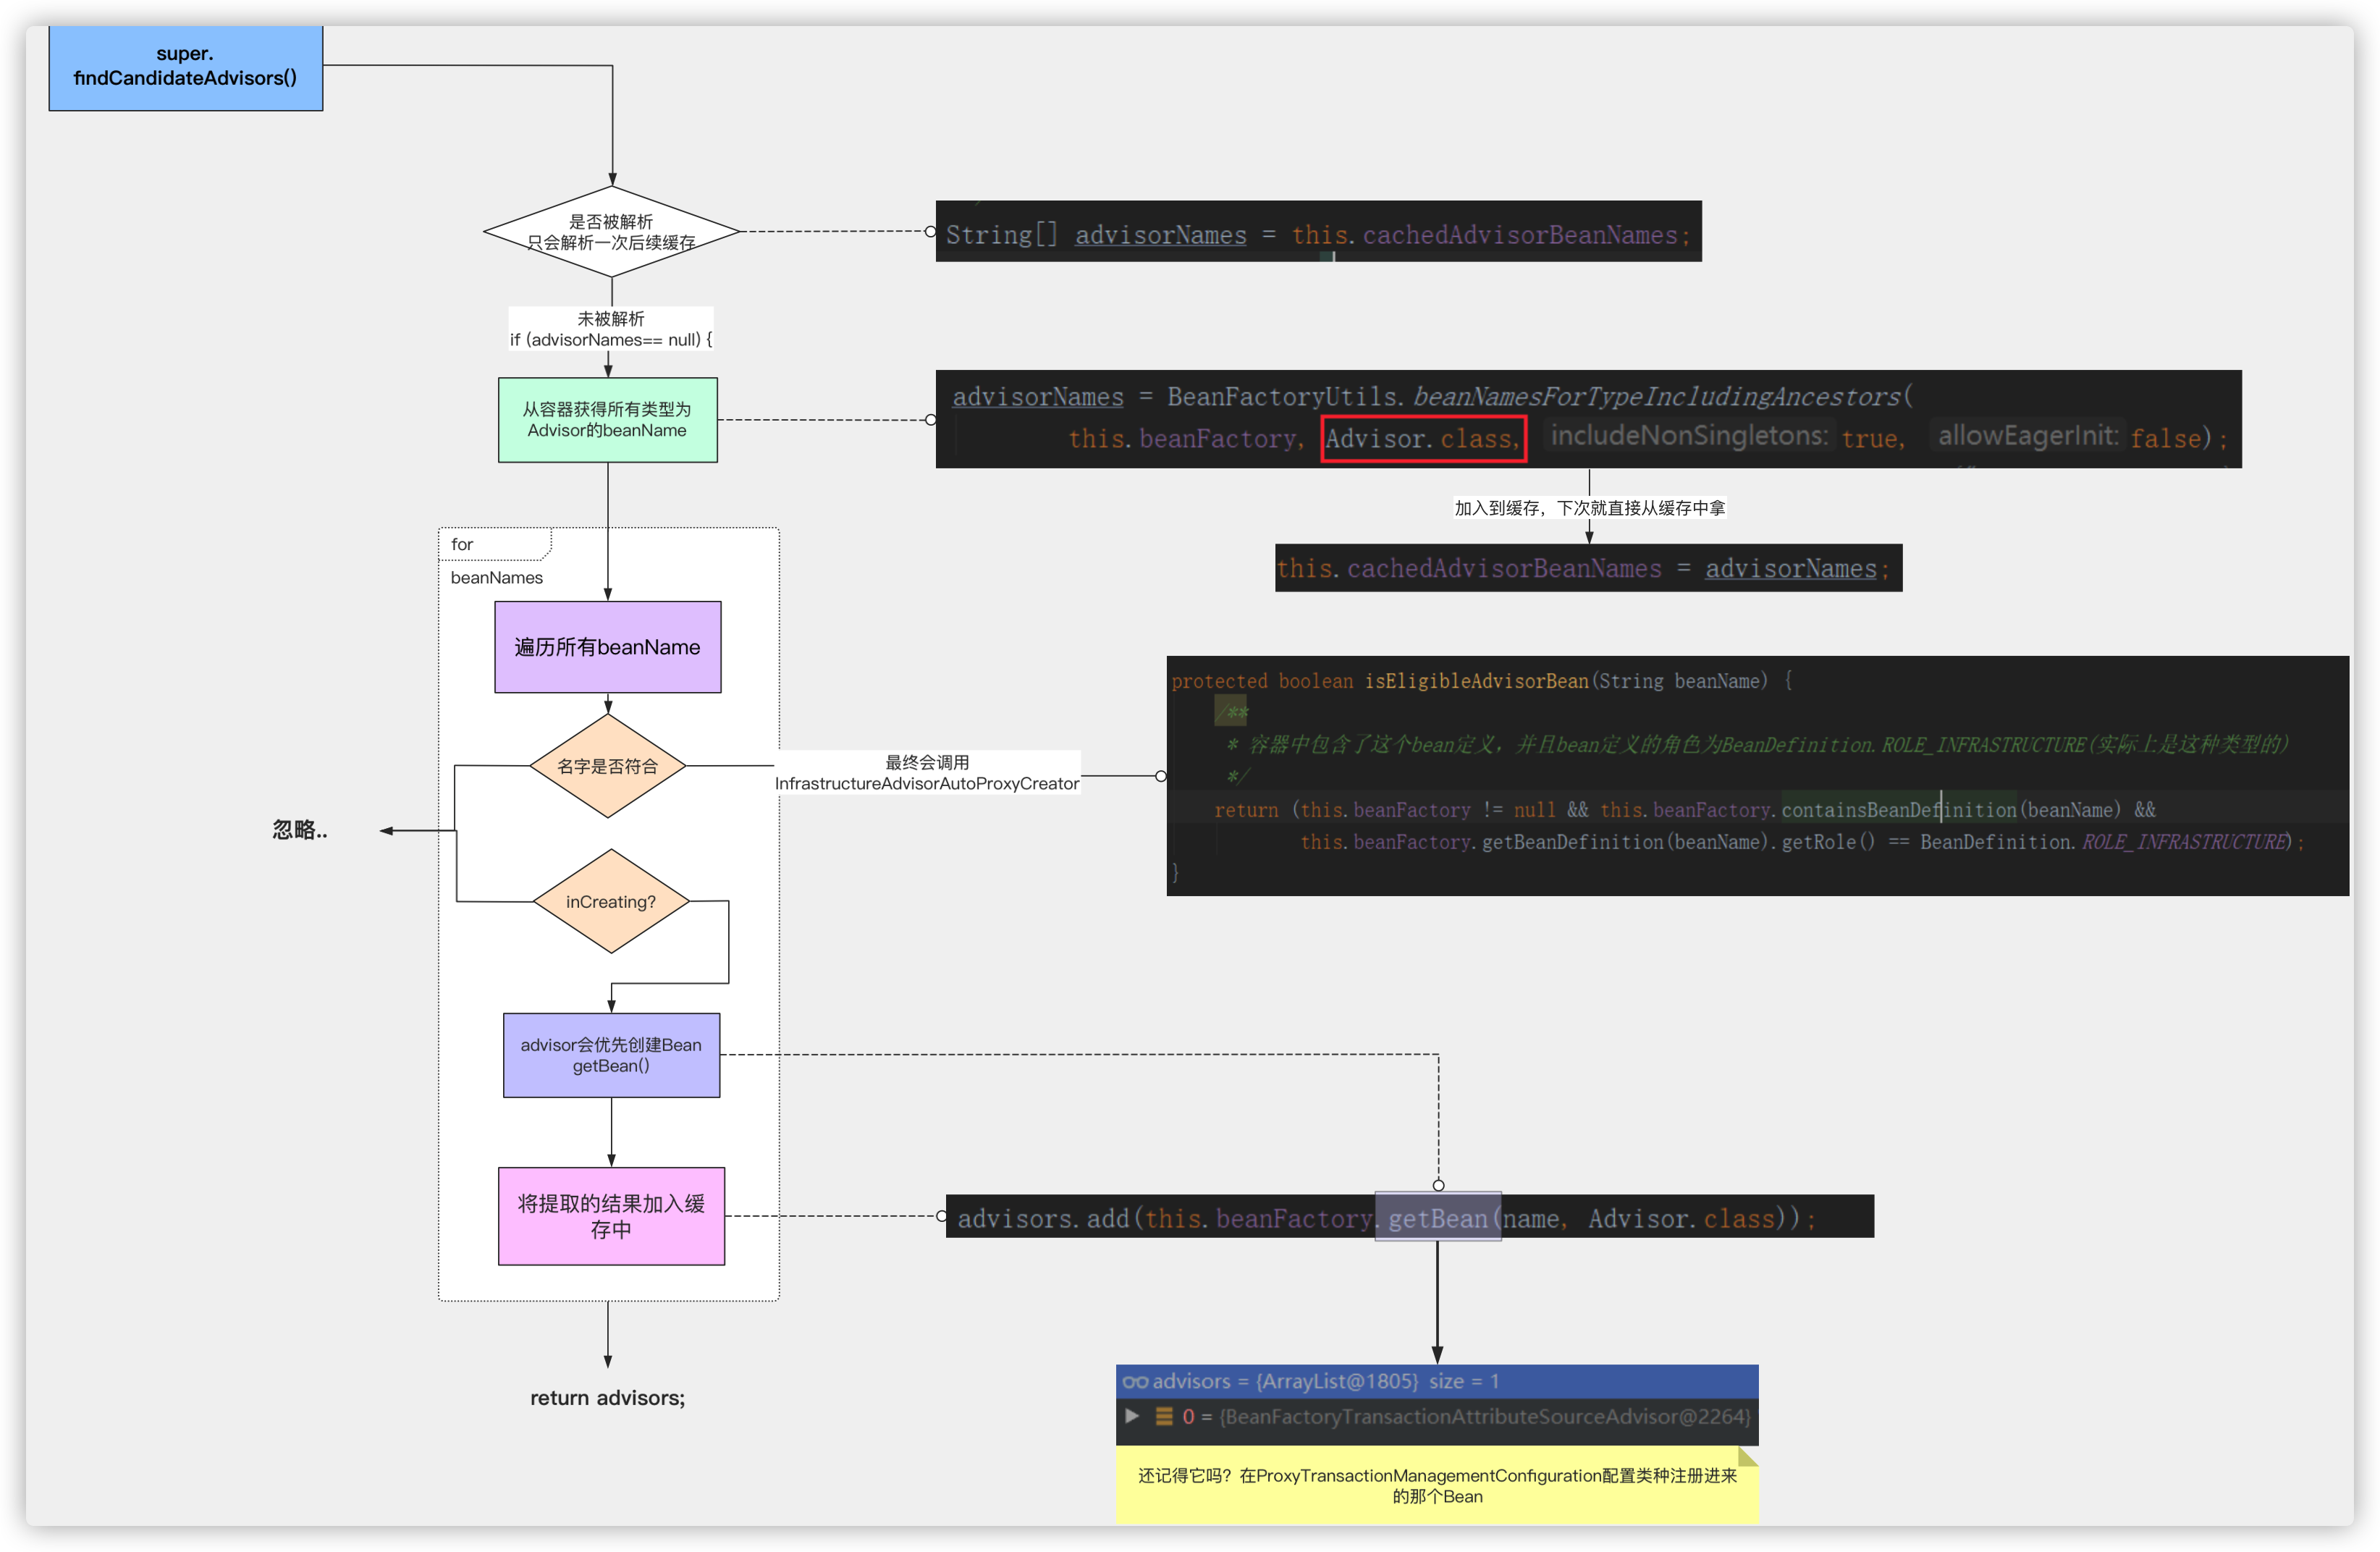 super.
findCandidateAdvisors()
是否被解析
只会解析一次后续缓存
String[] advisorNames = this.cachedAdvisorBeanNames;
未被解析
if (advisorNames== null) {
从容器获得所有类型为
Advisor的beanName
advisorNames = BeanFactoryUtils.beanNamesForTypeIncludingAncestors(
this.beanFactory, Advisor.class, includeNonSingletons: true, allowEagerInit: false);
加入到缓存，下次就直接从缓存中拿
this.cachedAdvisorBeanNames = advisorNames;
for
beanNames
遍历所有beanName
名字是否符合
最终会调用
InfrastructureAdvisorAutoProxyCreator
protected boolean isEligibleAdvisorBean(String beanName) {
/**
* 容器中包含了这个bean定义，并且bean定义的角色为BeanDefinition.ROLE_INFRASTRUCTURE(实际上是这种类型的)
*/
return (this.beanFactory != null && this.beanFactory.containsBeanDefinition(beanName) &&
this.beanFactory.getBeanDefinition(beanName).getRole() == BeanDefinition.ROLE_INFRASTRUCTURE);
}
忽略..
inCreating?
advisor会优先创建Bean
getBean()
将提取的结果加入缓
存中
advisors.add(this.beanFactory.getBean(name, Advisor.class));
return advisors;
advisors = {ArrayList@1805} size = 1
0 = {BeanFactoryTransactionAttributeSourceAdvisor@2264}
还记得它吗？在ProxyTransactionManagementConfiguration配置类种注册进来
的那个Bean